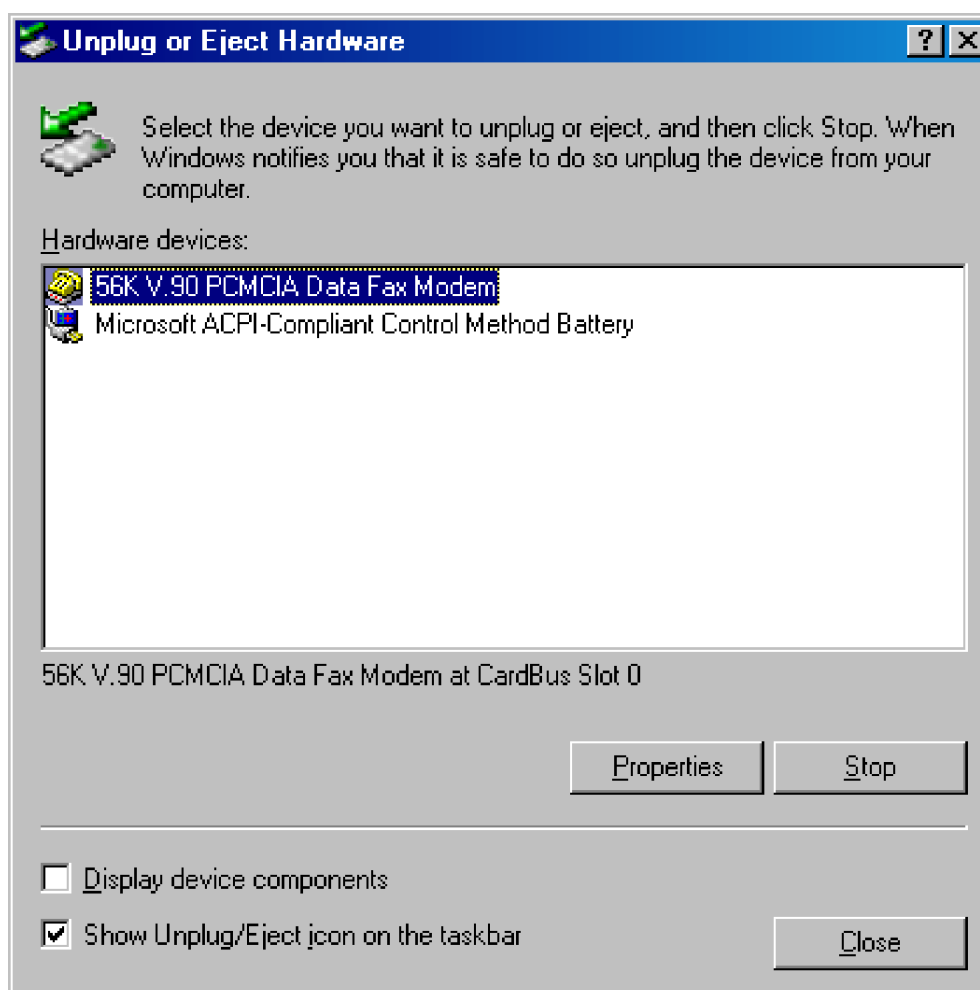 Unplug or Eject Hardware
Select the device you want to unplug or eject, and then click Stop. When
Windows notifies you that it is safe to do so unplug the device from your
computer.
Hardware devices:
56K V.90 PCMCIA Data Fax Modem
Microsoft ACPI-Compliant Control Method Battery
56K V.90 PCMCIA Data Fax Modem at CardBus Slot 0
Properties
Stop
Display device components
Show Unplug/Eject icon on the taskbar
Close